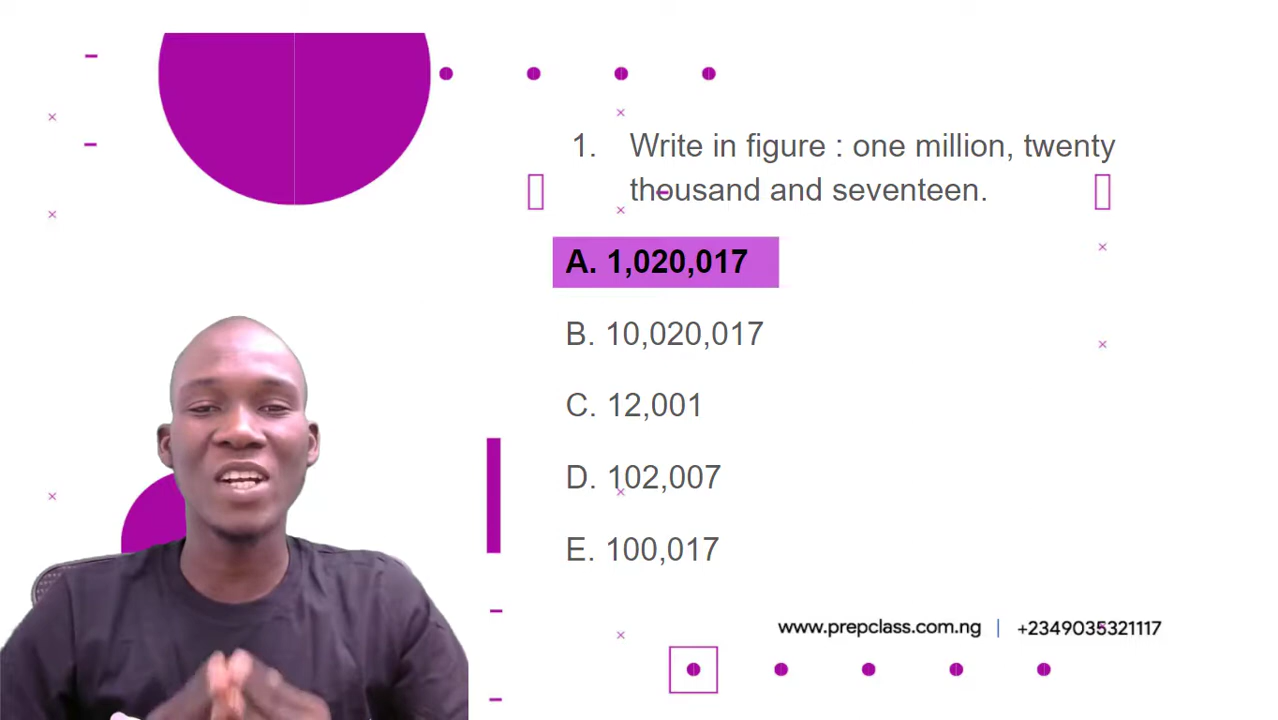 1. Write in figure : one million, twenty
thousand and seventeen.
A. 1,020,017
B. 10,020,017
C. 12,001
D. 102,007
E. 100,017
www.prepclass.com.ng | +2349035321117